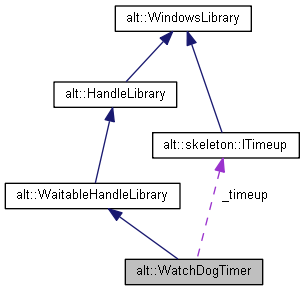 alt::WindowsLibrary
alt::HandleLibrary
alt::skeleton::ITimeup
alt::WaitableHandleLibrary
_timeup
alt::WatchDogTimer